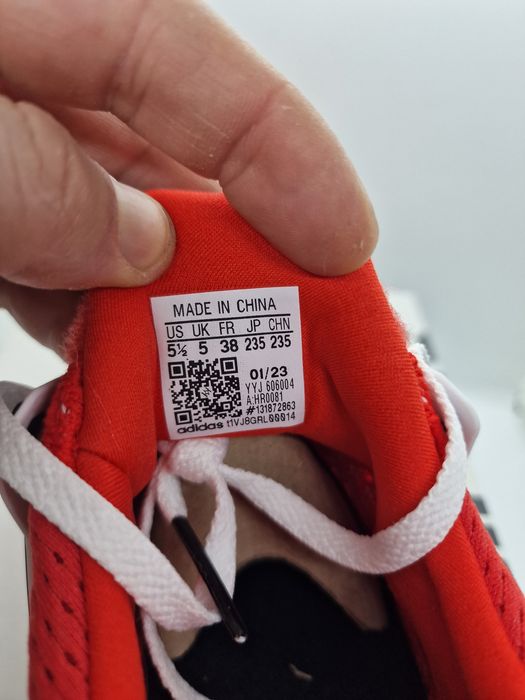 MADE IN CHINA
US UK FR JP CHN
5½ 5 38 235 235
01/23
YYJ 606004
A:HR0081
#131872863
adidas t1VJ8GRL00014